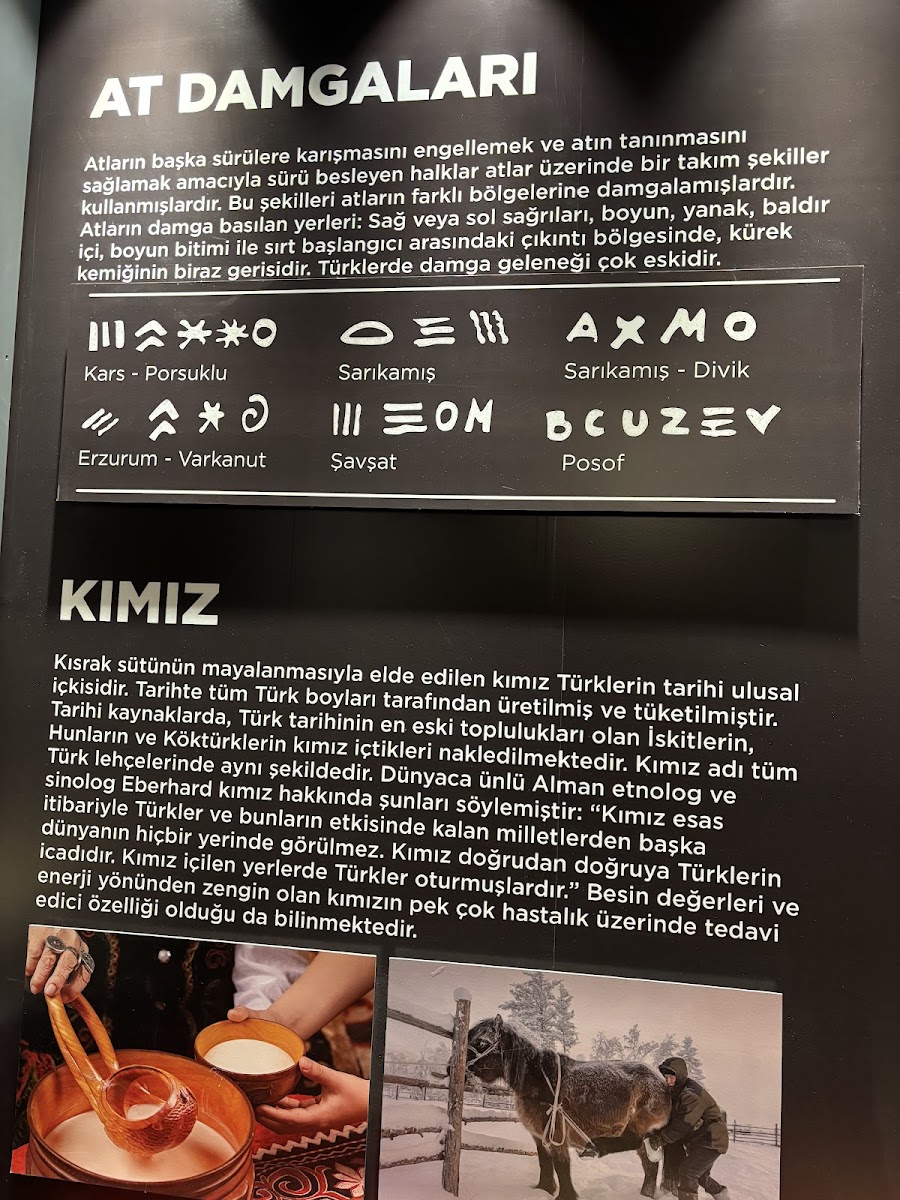 AT DAMGALARI
Atların başka sürülere karışmasını engellemek ve atın tanınmasını
sağlamak amacıyla sürü besleyen halklar atlar üzerinde bir takım şekiller
kullanmışlardır. Bu şekilleri atların farklı bölgelerine damgalamışlardır.
Atların damga basılan yerleri: Sağ veya sol sağrıları, boyun, yanak, baldır
içi, boyun bitimi ile sırt başlangıcı arasındaki çıkıntı bölgesinde, kürek
kemiğinin biraz gerisidir. Türklerde damga geleneği çok eskidir.
Kars - Porsuklu
Sarıkamış
A X M O
Sarıkamış - Divik
Erzurum - Varkanut
Şavşat
B C U Z Ξ V
Posof
KIMIZ
Kısrak sütünün mayalanmasıyla elde edilen kımız Türklerin tarihi ulusal
içkisidir. Tarihte tüm Türk boyları tarafından üretilmiş ve tüketilmiştir.
Tarihi kaynaklarda, Türk tarihinin en eski toplulukları olan İskitlerin,
Hunların ve Köktürklerin kımız içtikleri nakledilmektedir. Kımız adı tüm
Türk lehçelerinde aynı şekildedir. Dünyaca ünlü Alman etnolog ve
sinolog Eberhard kımız hakkında şunları söylemiştir: “Kımız esas
itibariyle Türkler ve bunların etkisinde kalan milletlerden başka
dünyanın hiçbir yerinde görülmez. Kımız doğrudan doğruya Türklerin
icadıdır. Kımız içilen yerlerde Türkler oturmuşlardır.” Besin değerleri ve
enerji yönünden zengin olan kımızın pek çok hastalık üzerinde tedavi
edici özelliği olduğu da bilinmektedir.